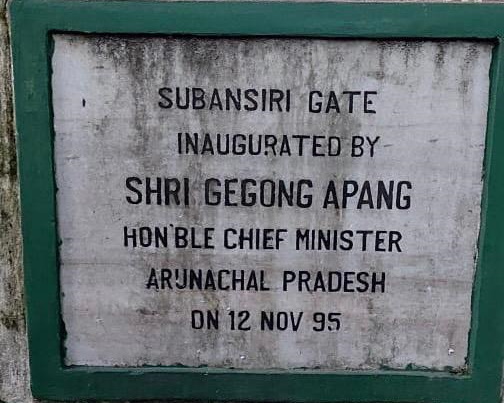 SUBANSIRI GATE
INAUGURATED BY
SHRI GEGONG APANG
HON'BLE CHIEF MINISTER
ARUNACHAL PRADESH
ON 12 NOV 95